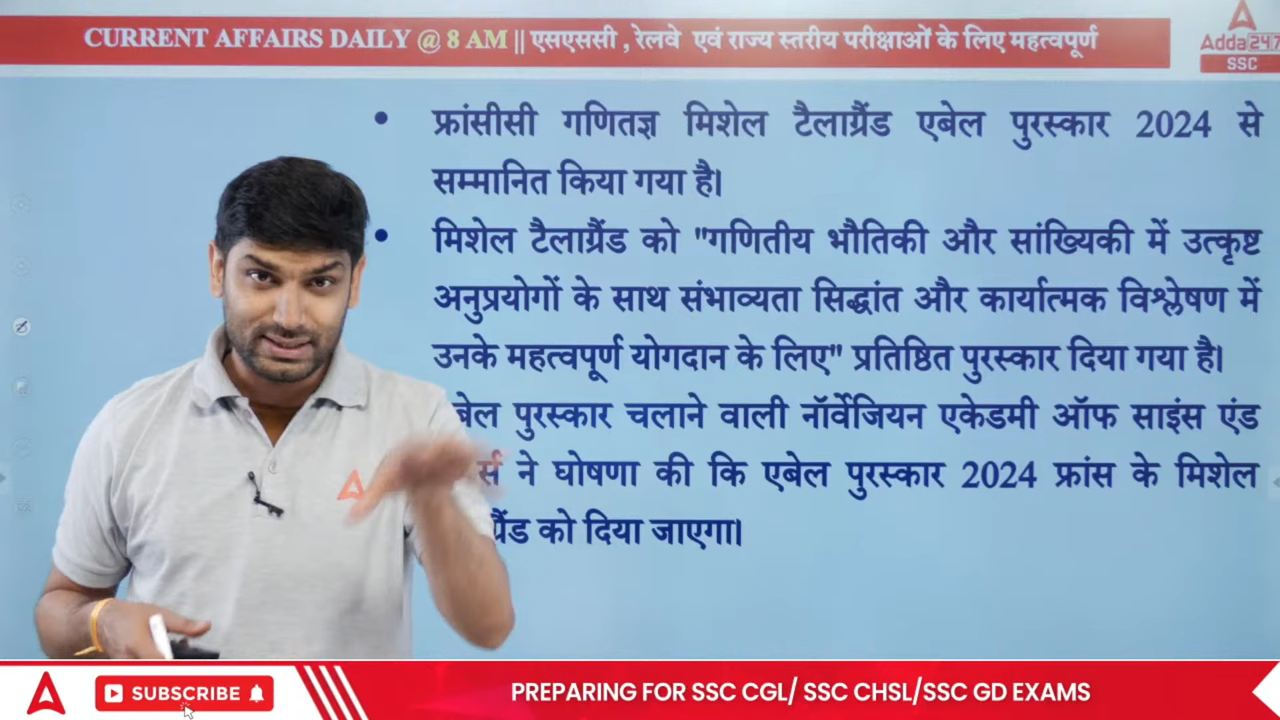 CURRENT AFFAIRS DAILY @ 8 AM || एसएससी , रेलवे एवं राज्य स्तरीय परीक्षाओं के लिए महत्वपूर्ण
Adda 247
SSC
• फ्रांसीसी गणितज्ञ मिशेल टैलाग्रैंड एबेल पुरस्कार 2024 से
सम्मानित किया गया है।
• मिशेल टैलाग्रैंड को "गणितीय भौतिकी और सांख्यिकी में उत्कृष्ट
अनुप्रयोगों के साथ संभाव्यता सिद्धांत और कार्यात्मक विश्लेषण में
उनके महत्वपूर्ण योगदान के लिए" प्रतिष्ठित पुरस्कार दिया गया है।
पुरस्कार चलाने वाली नॉर्वेजियन एकेडमी ऑफ साइंस एंड
ने घोषणा की कि एबेल पुरस्कार 2024 फ्रांस के मिशेल
को दिया जाएगा।
SUBSCRIBE
PREPARING FOR SSC CGL/ SSC CHSL/SSC GD EXAMS